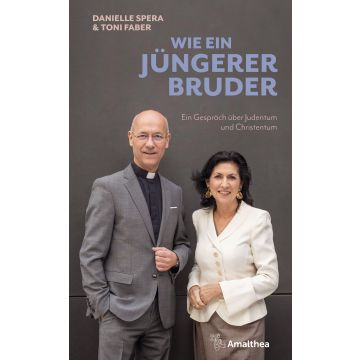 DANIELLE SPERA
& TONI FABER
WIE EIN
JÜNGERER
BRUDER
Ein Gespräch über Judentum
und Christentum
Amalthea